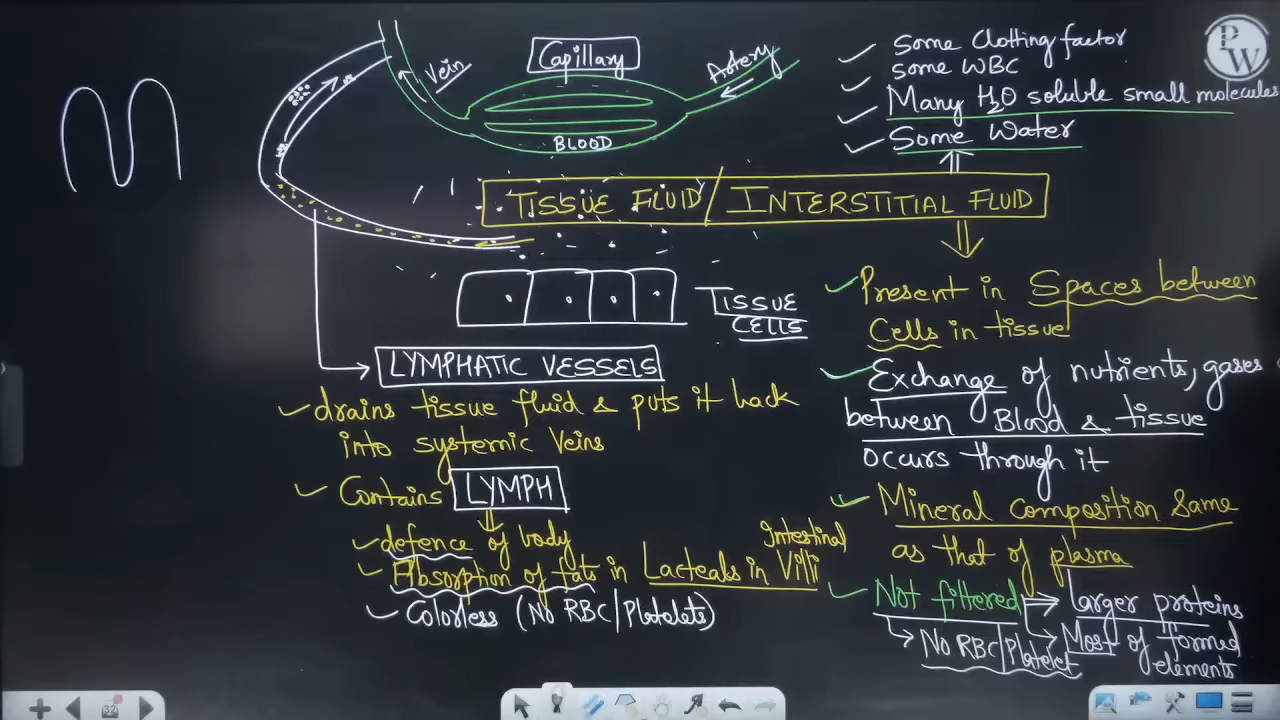 Capillary
Vein
Artery
BLOOD
Some Clotting factor
Some WBC
Many H2O soluble small molecules
Some Water
PW
TISSUE FLUID / INTERSTITIAL FLUID
TISSUE
CELLS
LYMPHATIC VESSELS
drains tissue fluid & puts it back
into systemic veins
Contains LYMPH
defence of body
Absorption of fats in Lacteals in Intestinal Villi
Colorless (No RBC/Platelets)
Present in Spaces between
Cells in tissue
Exchange of nutrients, gases
between Blood & tissue
occurs through it
Mineral composition Same
as that of plasma
Not filtered
Larger proteins
No RBC/Platelet
Most of formed
elements
32